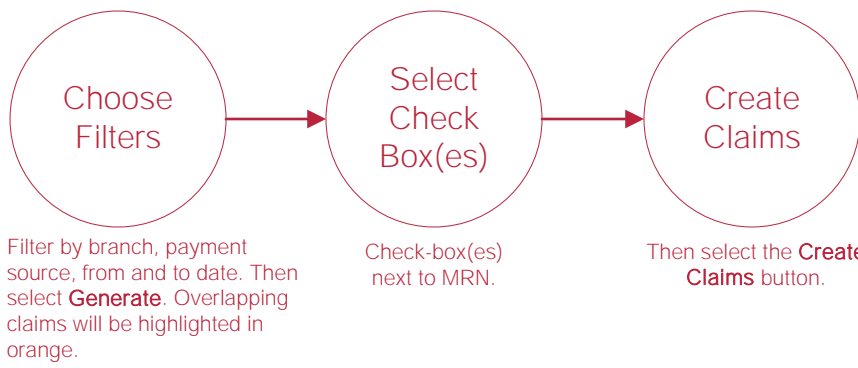 Choose
Filters
Select
Check
Box(es)
Create
Claims
Filter by branch, payment
source, from and to date. Then
select Generate. Overlapping
claims will be highlighted in
orange.
Check-box(es)
next to MRN.
Then select the Create
Claims button.